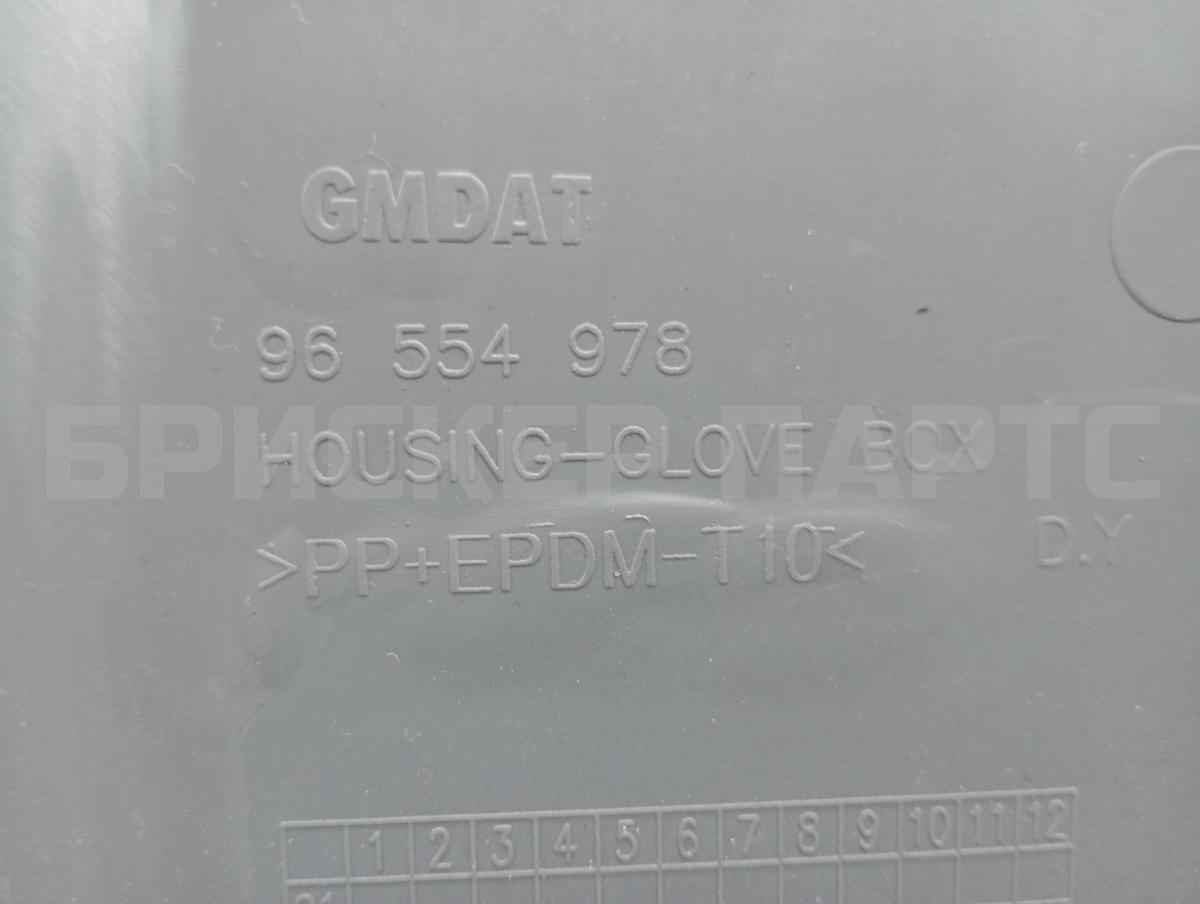 GMDAT
96 554 978
HOUSING-GLOVE BOX
БРИСКЕР ПАРТС
>PP+EPDM-T10< D.Y
1 2 3 4 5 6 7 8 9 10 11 12